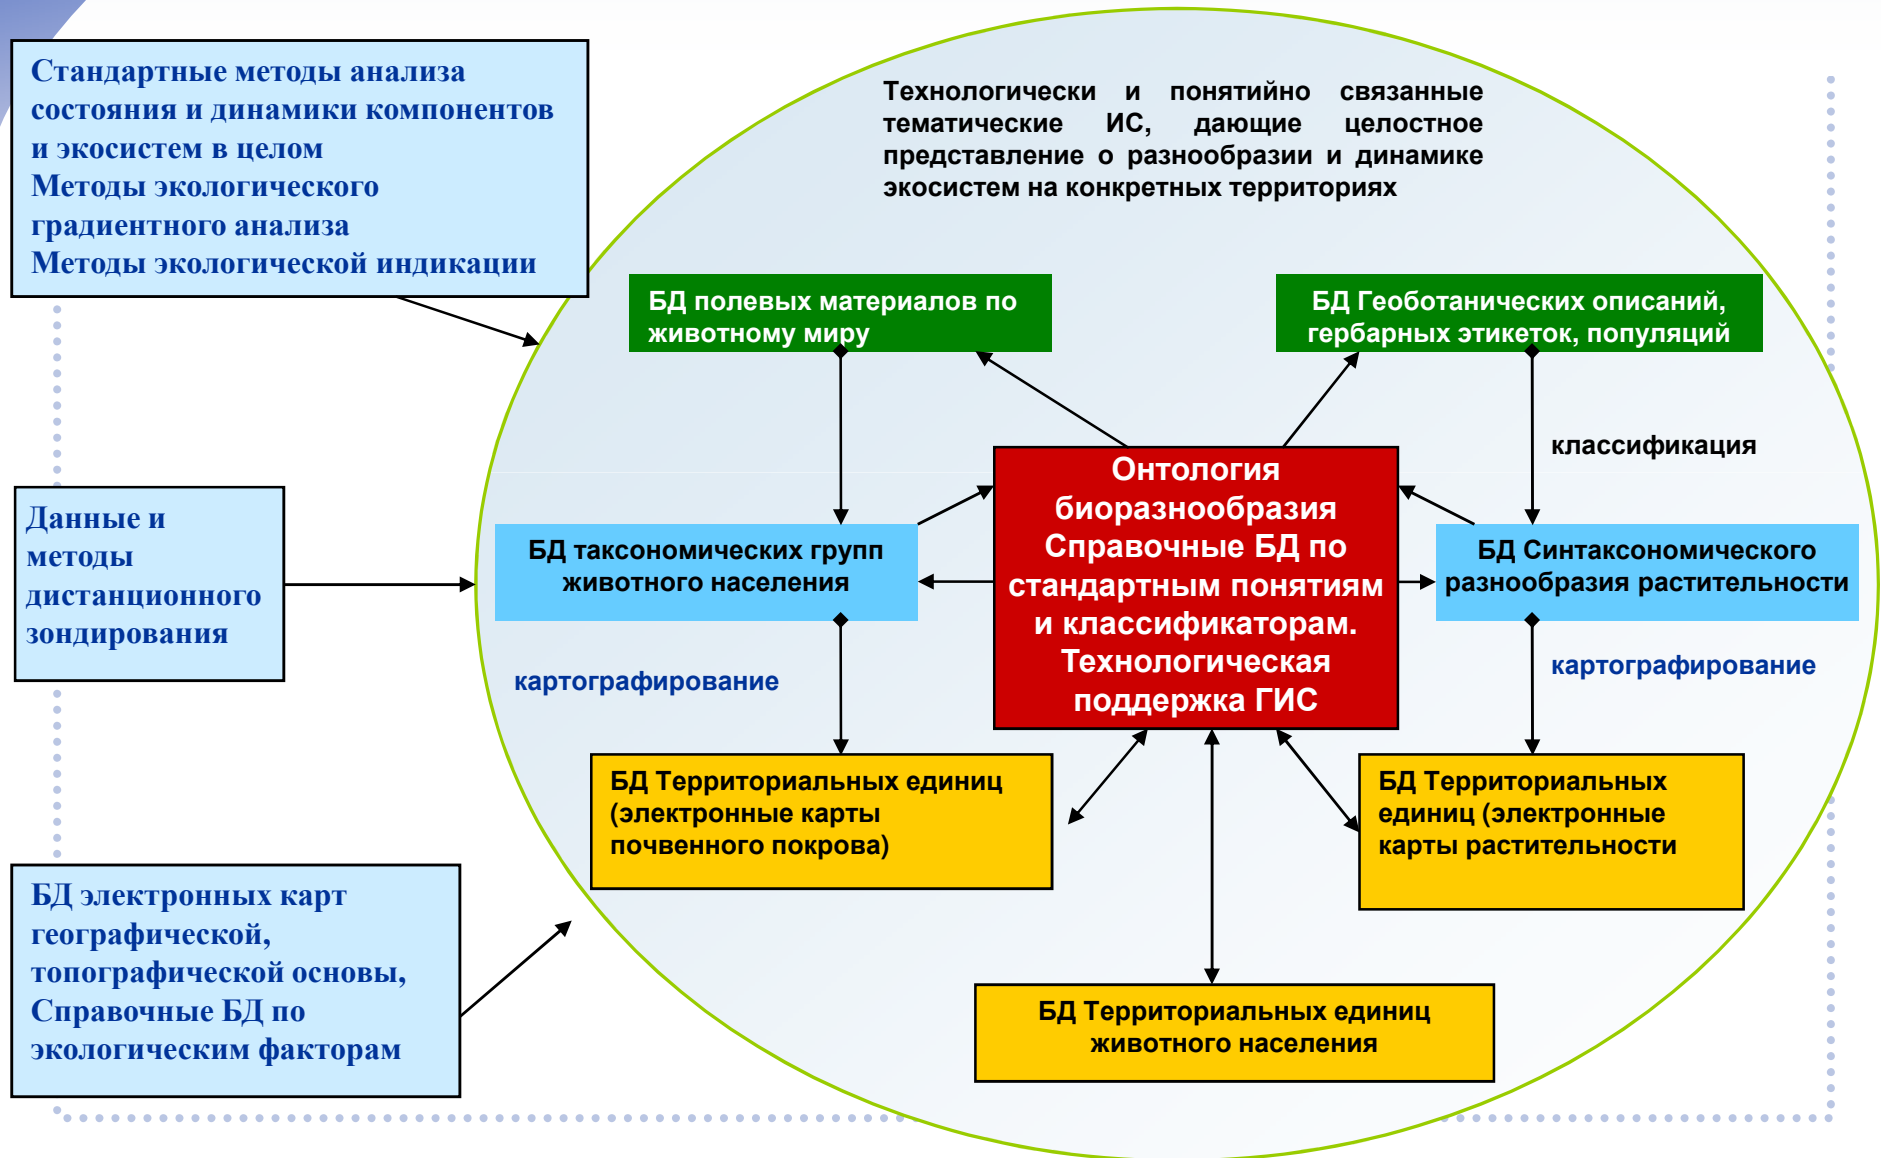 Стандартные методы анализа
состояния и динамики компонентов
и экосистем в целом
Методы экологического
градиентного анализа
Методы экологической индикации
Технологически и понятийно связанные
тематические ИС, дающие целостное
представление о разнообразии и динамике
экосистем на конкретных территориях
БД полевых материалов по
животному миру
БД Геоботанических описаний,
гербарных этикеток, популяций
классификация
Данные и
методы
дистанционного
зондирования
БД таксономических групп
животного населения
Онтология
биоразнообразия
Справочные БД по
стандартным понятиям
и классификаторам.
Технологическая
поддержка ГИС
БД Синтаксономического
разнообразия растительности
картографирование
картографирование
БД Территориальных единиц
(электронные карты
почвенного покрова)
БД Территориальных
единиц (электронные
карты растительности
БД электронных карт
географической,
топографической основы,
Справочные БД по
экологическим факторам
БД Территориальных единиц
животного населения